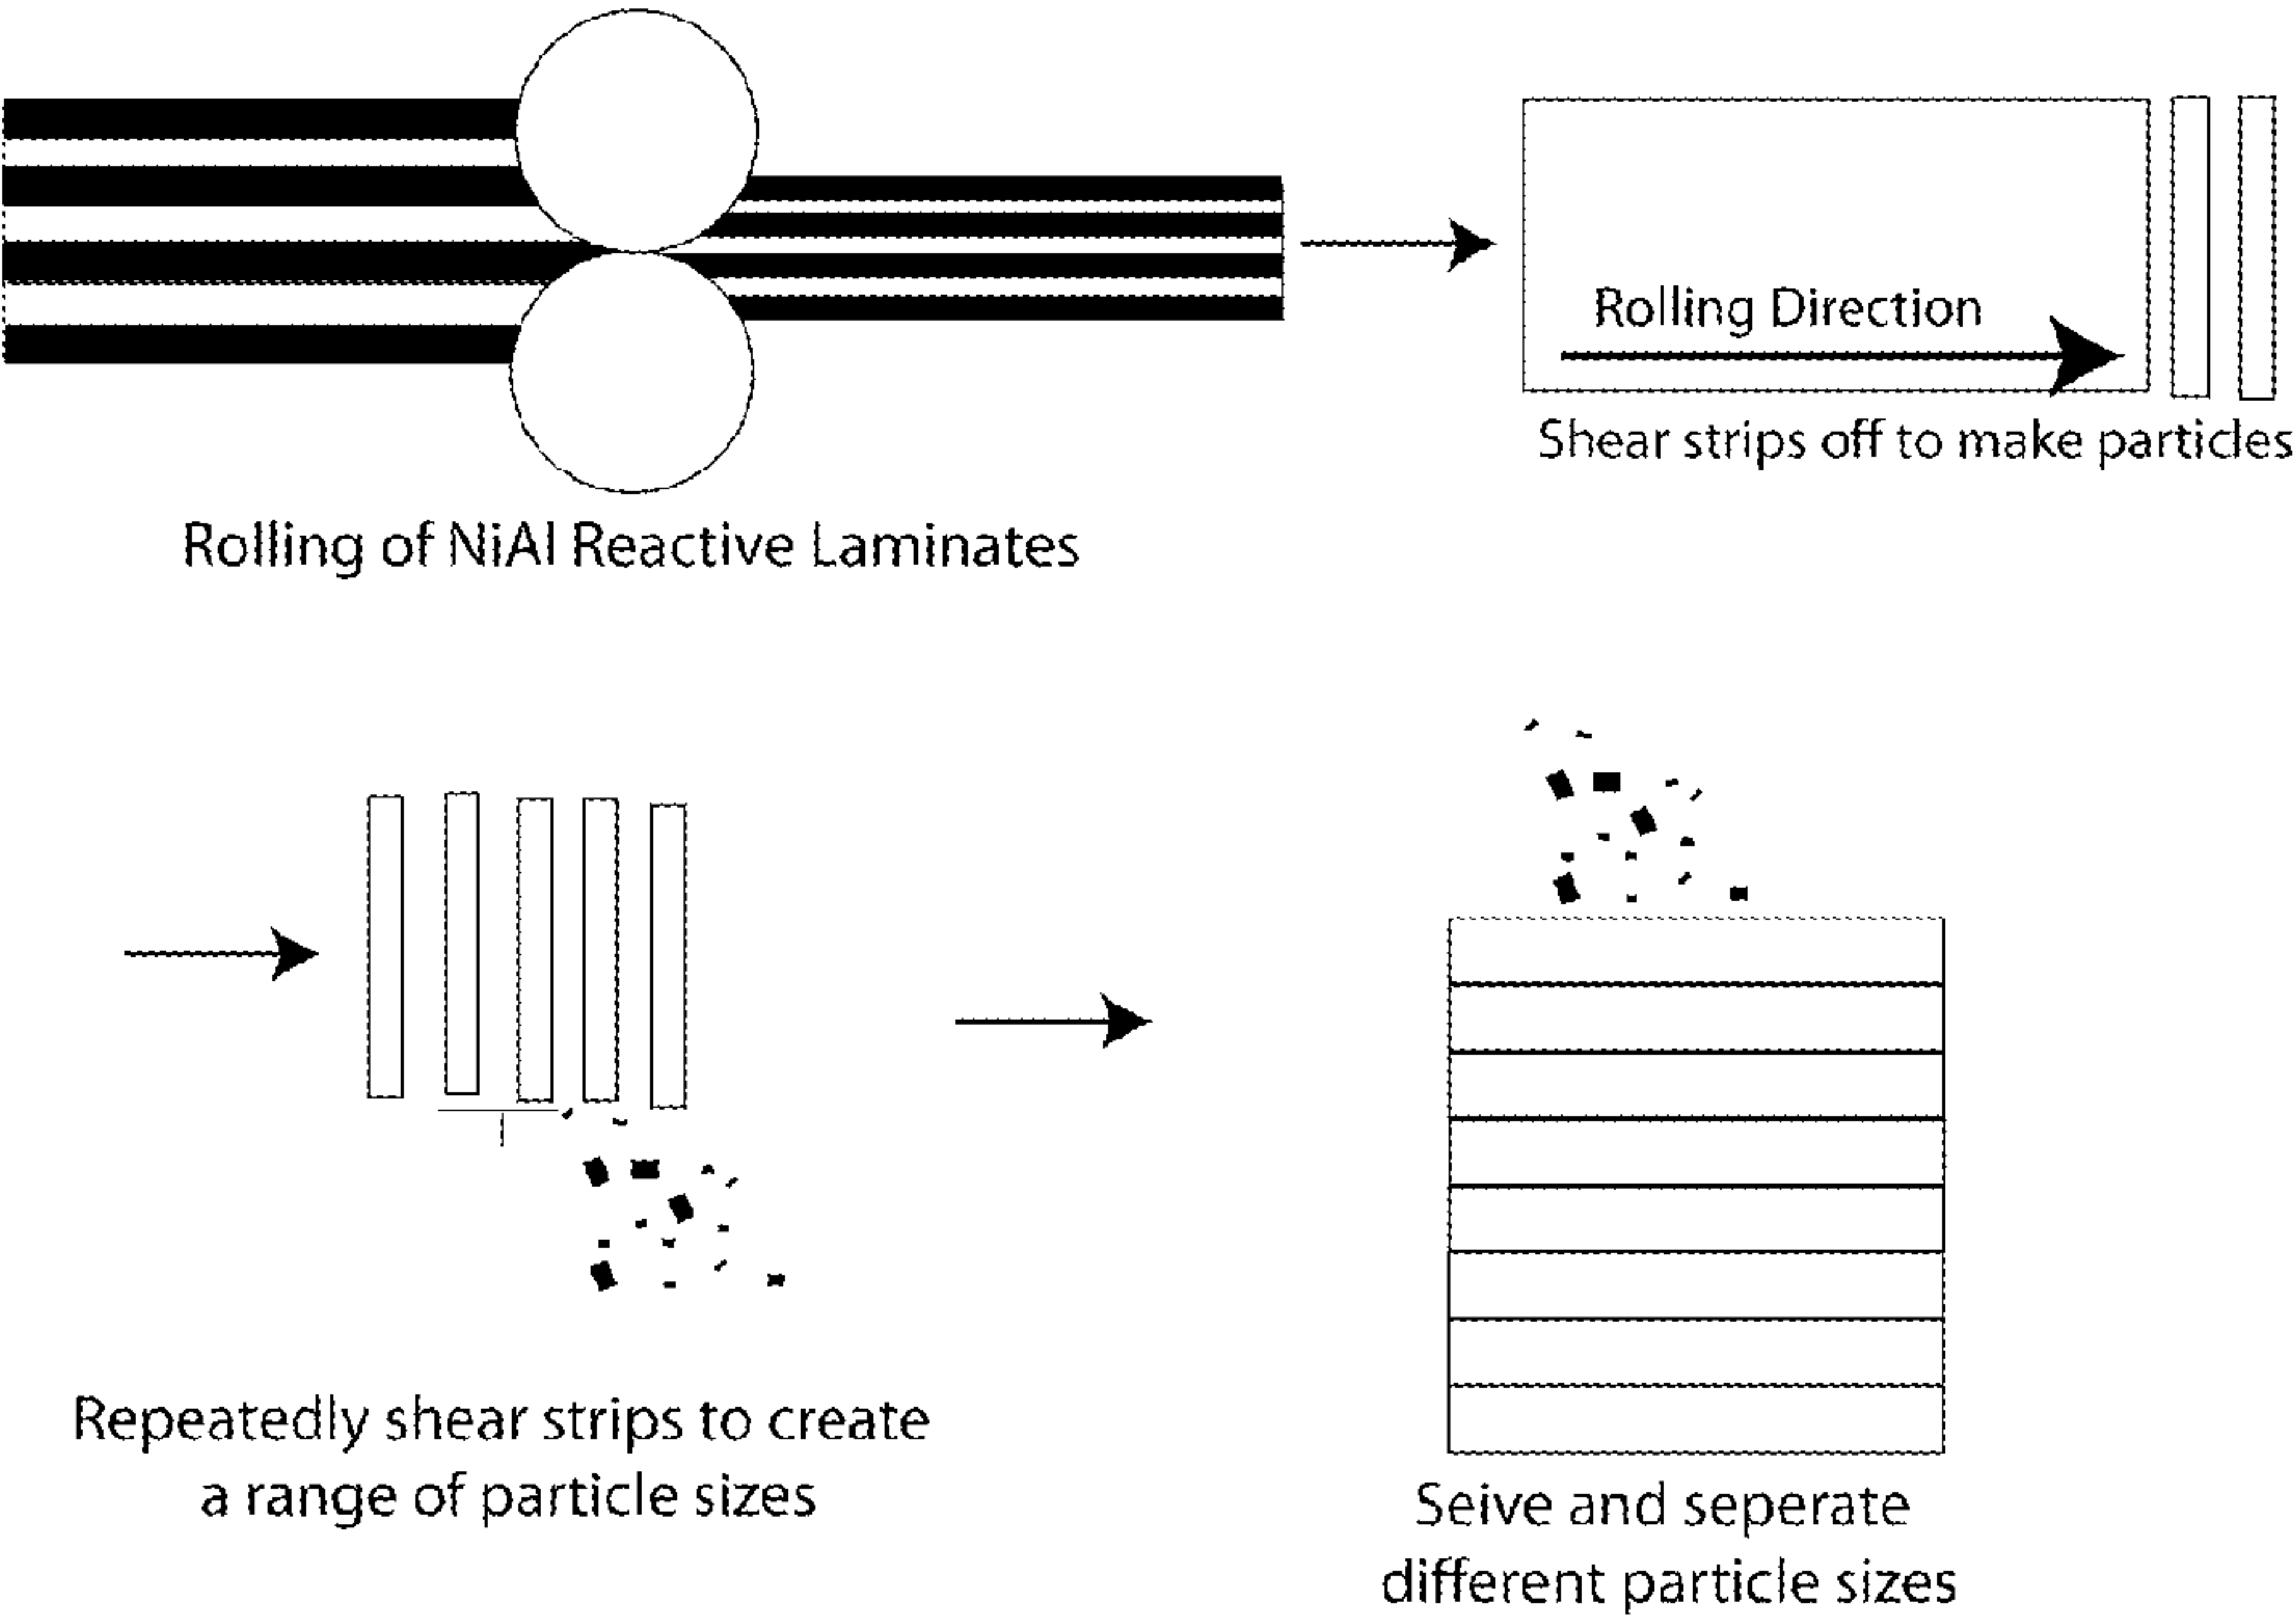 Rolling Direction
Shear strips off to make particles
Rolling of NiAl Reactive Laminates
Repeatedly shear strips to create
a range of particle sizes
Seive and seperate
different particle sizes